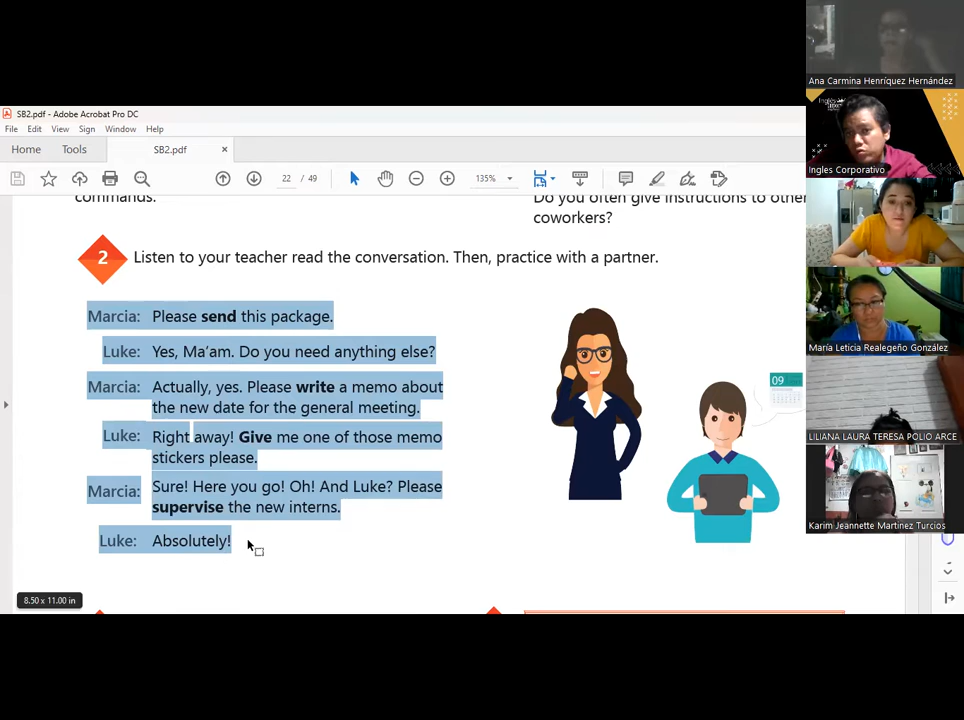 Ana Carmina Henríquez Hernández
SB2.pdf - Adobe Acrobat Pro DC
File Edit View Sign Window Help
Home Tools SB2.pdf ×
22 / 49 135%
Ingles Corporativo
commands.
Do you often give instructions to other
coworkers?
2 Listen to your teacher read the conversation. Then, practice with a partner.
Marcia: Please send this package.
Luke: Yes, Ma'am. Do you need anything else?
Marcia: Actually, yes. Please write a memo about
the new date for the general meeting.
Luke: Right away! Give me one of those memo
stickers please.
Marcia: Sure! Here you go! Oh! And Luke? Please
supervise the new interns.
Luke: Absolutely!
09
María Leticia Realegeño González
LILIANA LAURA TERESA POLIO ARCE
Karim Jeannette Martinez Turcios
8.50 x 11.00 in